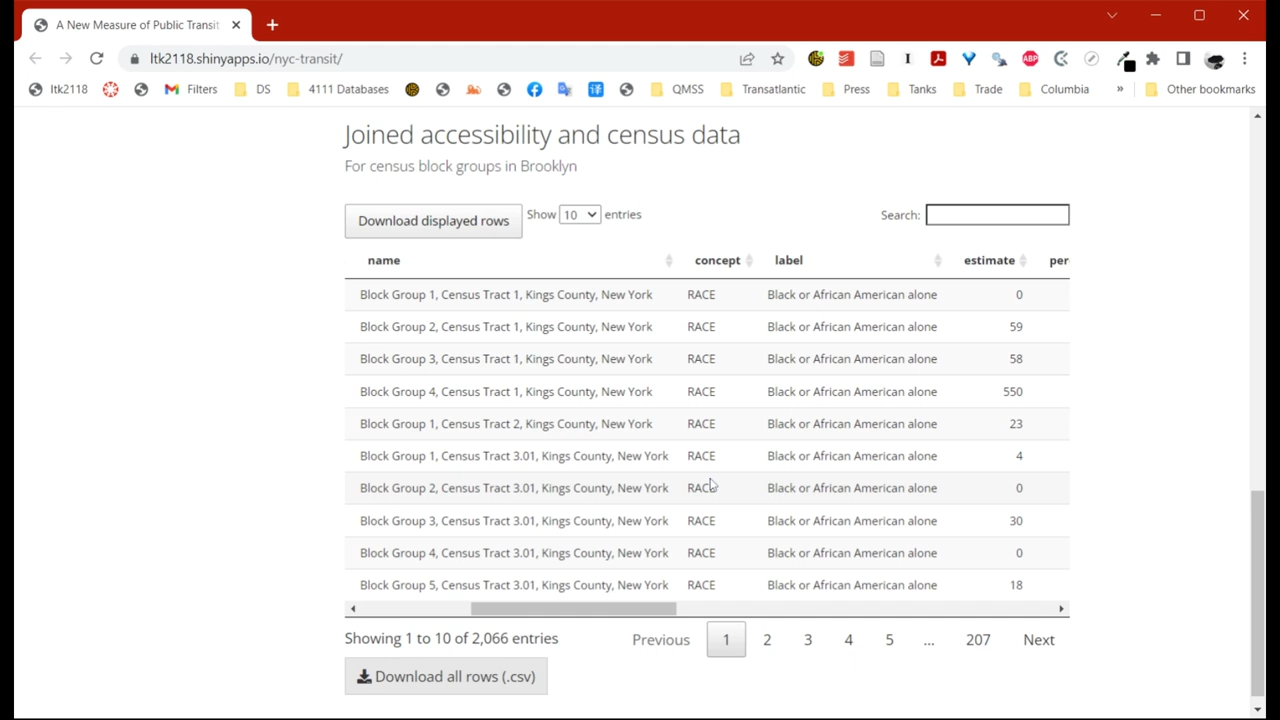 A New Measure of Public Transit
ltk2118.shinyapps.io/nyc-transit/
ltk2118 Filters DS 4111 Databases QMSS Transatlantic Press Tanks Trade Columbia » Other bookmarks
Joined accessibility and census data
For census block groups in Brooklyn
Download displayed rows Show 10 entries Search:
name concept label estimate per
Block Group 1, Census Tract 1, Kings County, New York RACE Black or African American alone 0
Block Group 2, Census Tract 1, Kings County, New York RACE Black or African American alone 59
Block Group 3, Census Tract 1, Kings County, New York RACE Black or African American alone 58
Block Group 4, Census Tract 1, Kings County, New York RACE Black or African American alone 550
Block Group 1, Census Tract 2, Kings County, New York RACE Black or African American alone 23
Block Group 1, Census Tract 3.01, Kings County, New York RACE Black or African American alone 4
Block Group 2, Census Tract 3.01, Kings County, New York RACE Black or African American alone 0
Block Group 3, Census Tract 3.01, Kings County, New York RACE Black or African American alone 30
Block Group 4, Census Tract 3.01, Kings County, New York RACE Black or African American alone 0
Block Group 5, Census Tract 3.01, Kings County, New York RACE Black or African American alone 18
Showing 1 to 10 of 2,066 entries Previous 1 2 3 4 5 ... 207 Next
Download all rows (.csv)